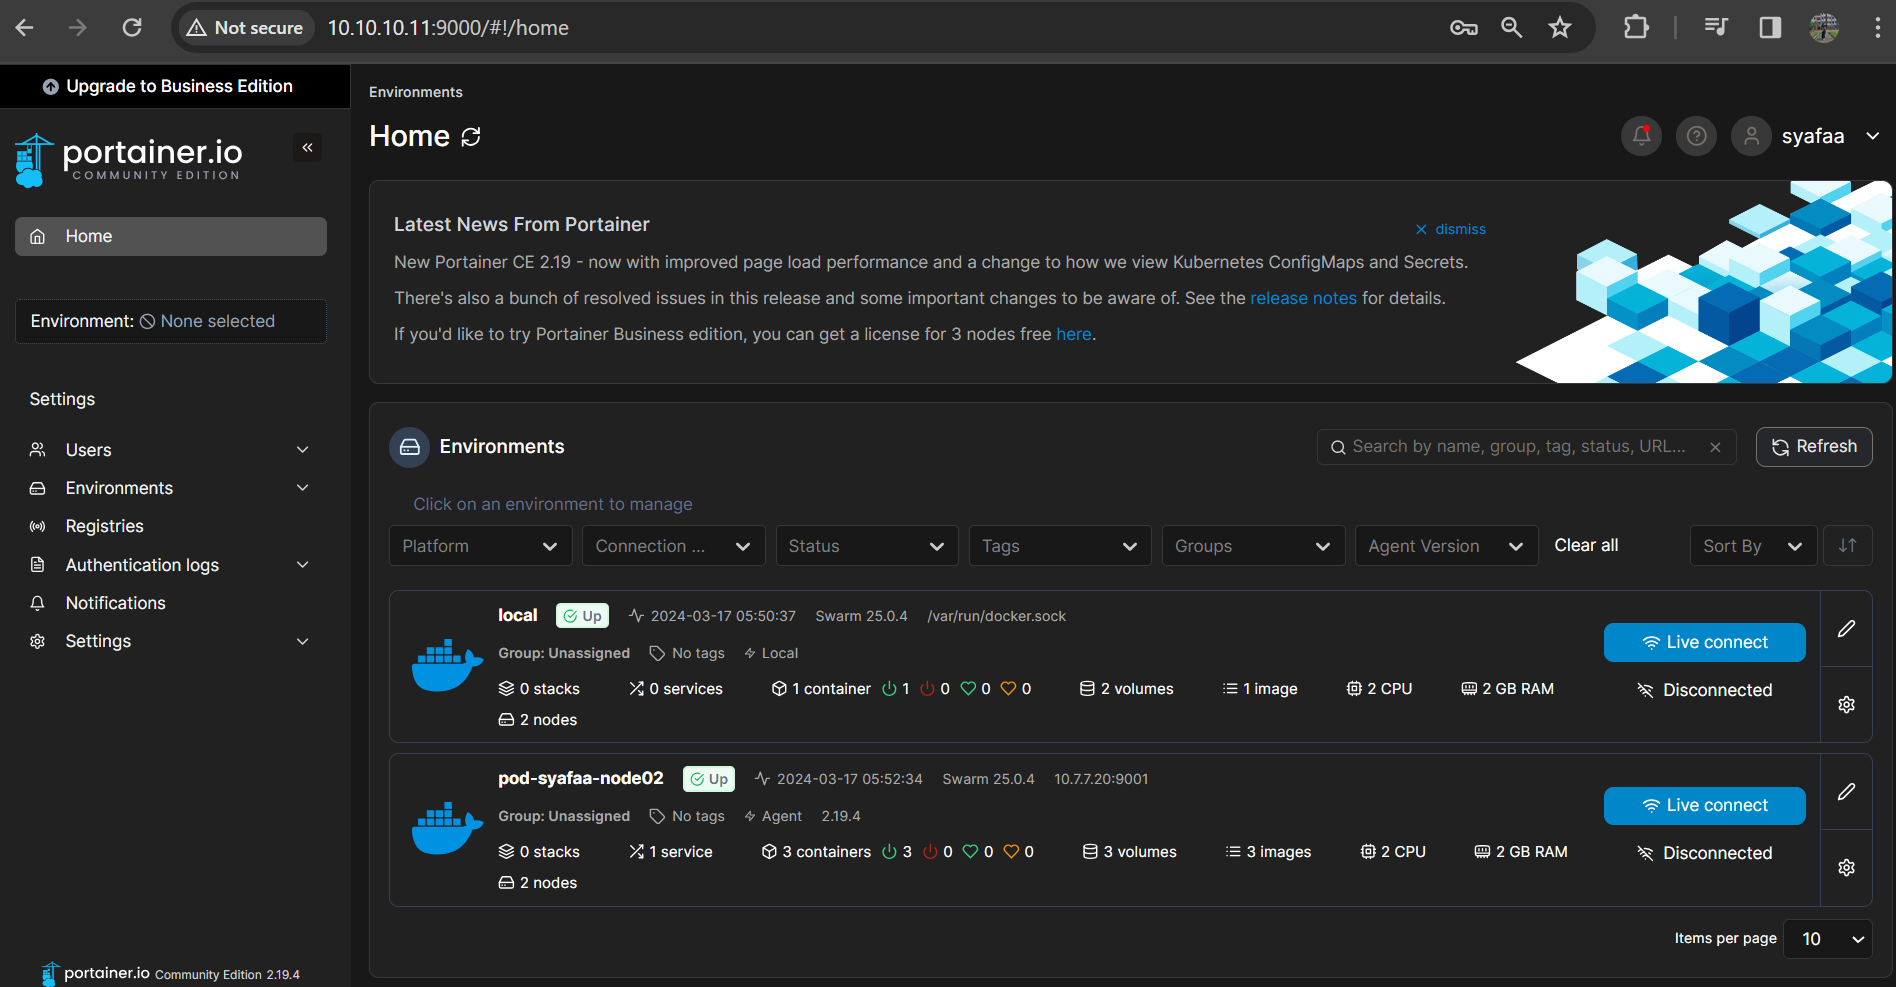 Not secure 10.10.10.11:9000/#!/home
Upgrade to Business Edition
portainer.io
COMMUNITY EDITION
Home
Environment: None selected
Settings
Users
Environments
Registries
Authentication logs
Notifications
Settings
portainer.io Community Edition 2.19.4
Environments
Home
syafaa
Latest News From Portainer
dismiss
New Portainer CE 2.19 - now with improved page load performance and a change to how we view Kubernetes ConfigMaps and Secrets.
There's also a bunch of resolved issues in this release and some important changes to be aware of. See the release notes for details.
If you'd like to try Portainer Business edition, you can get a license for 3 nodes free here.
Environments
Search by name, group, tag, status, URL...
Refresh
Click on an environment to manage
Platform Connection ... Status Tags Groups Agent Version Clear all Sort By
local Up 2024-03-17 05:50:37 Swarm 25.0.4 /var/run/docker.sock
Group: Unassigned No tags Local
0 stacks 0 services 1 container 1 0 0 0 2 volumes 1 image 2 CPU 2 GB RAM
2 nodes
Live connect
Disconnected
pod-syafaa-node02 Up 2024-03-17 05:52:34 Swarm 25.0.4 10.7.7.20:9001
Group: Unassigned No tags Agent 2.19.4
0 stacks 1 service 3 containers 3 0 0 0 3 volumes 3 images 2 CPU 2 GB RAM
2 nodes
Live connect
Disconnected
Items per page 10